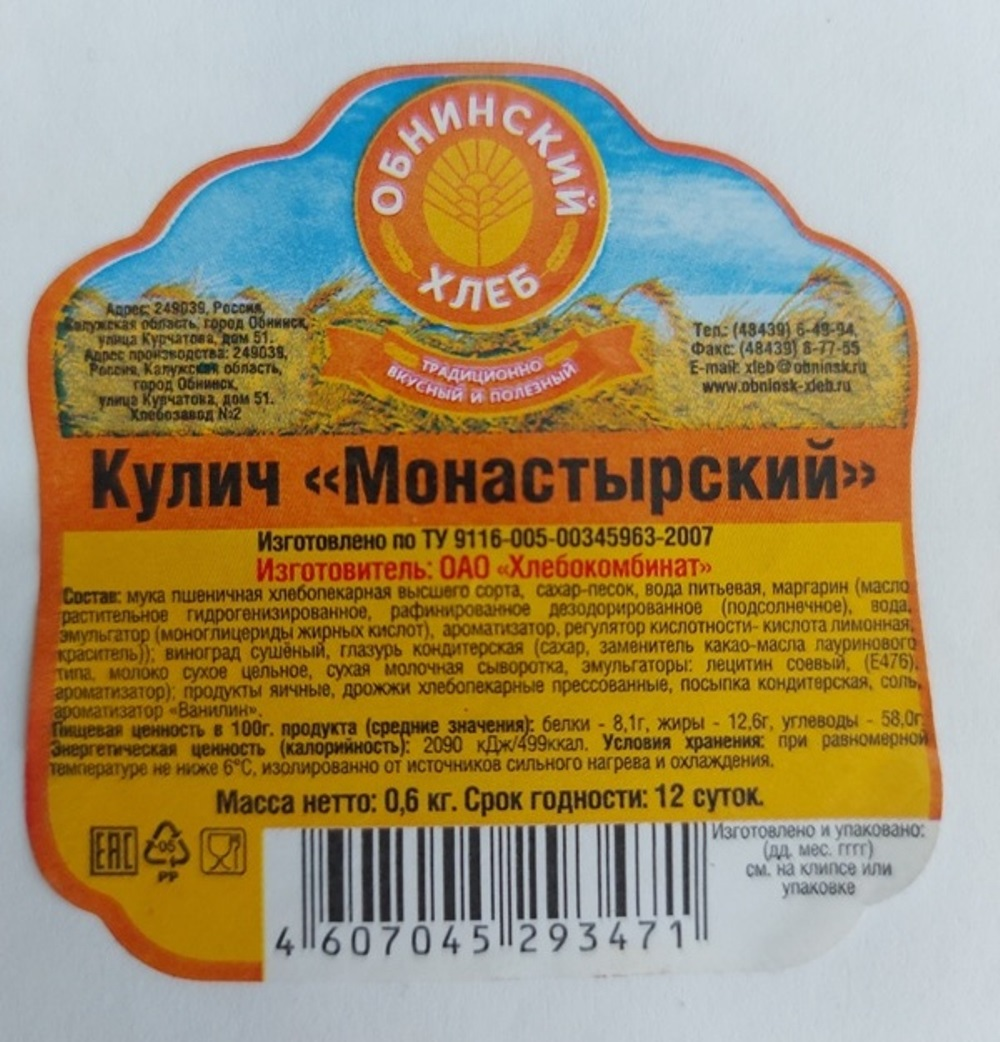 ОБНИНСКИЙ
ХЛЕБ
ТРАДИЦИОННО
ВКУСНЫЙ И ПОЛЕЗНЫЙ
Адрес: 249039, Россия,
Калужская область, город Обнинск,
улица Курчатова, дом 51.
Адрес производства: 249039,
Россия, Калужская область,
город Обнинск,
улица Курчатова, дом 51.
Хлебозавод №2
Тел.: (48439) 6-49-94,
Факс: (48439) 6-77-55
E-mail: xleb@obninsk.ru
www.obninsk-xleb.ru
Кулич «Монастырский»
Изготовлено по ТУ 9116-005-00345963-2007
Изготовитель: ОАО «Хлебокомбинат»
Состав: мука пшеничная хлебопекарная высшего сорта, сахар-песок, вода питьевая, маргарин (масло
растительное гидрогенизированное, рафинированное дезодорированное (подсолнечное), вода,
эмульгатор (моноглицериды жирных кислот), ароматизатор, регулятор кислотности- кислота лимонная,
краситель)); виноград сушёный, глазурь кондитерская (сахар, заменитель какао-масла лауринового
типа, молоко сухое цельное, сухая молочная сыворотка, эмульгаторы: лецитин соевый, (Е476),
ароматизатор); продукты яичные, дрожжи хлебопекарные прессованные, посыпка кондитерская, соль,
ароматизатор «Ванилин».
Пищевая ценность в 100г. продукта (средние значения): белки - 8,1г, жиры - 12,6г, углеводы - 58,0г.
Энергетическая ценность (калорийность): 2090 кДж/499ккал. Условия хранения: при равномерной
температуре не ниже 6°С, изолированно от источников сильного нагрева и охлаждения.
Масса нетто: 0,6 кг. Срок годности: 12 суток.
ЕАС
05
PP
4 607045 293471
Изготовлено и упаковано:
(дд. мес. гггг)
см. на клипсе или
упаковке